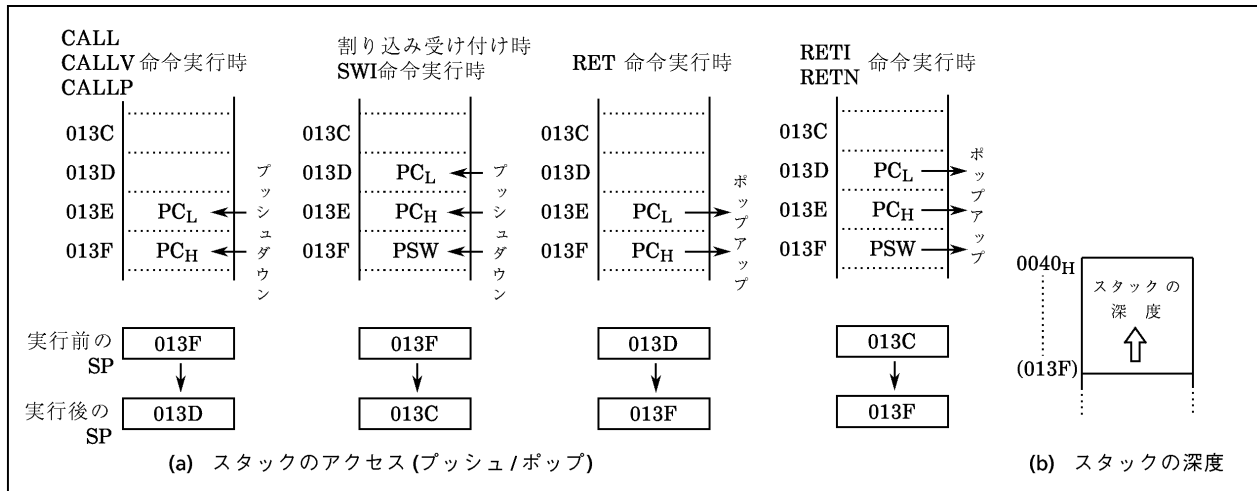 CALL
CALLV 命令実行時
CALLP
013C
013D
013E PCL
013F PCH
プッシュダウン
割り込み受け付け時
SWI命令実行時
013C
013D PCL
013E PCH
013F PSW
プッシュダウン
RET 命令実行時
013C
013D
013E PCL
013F PCH
ポップアップ
RETI
RETN 命令実行時
013C
013D PCL
013E PCH
013F PSW
ポップアップ
実行前の
SP
013F
013F
013D
013C
実行後の
SP
013D
013C
013F
013F
(a) スタックのアクセス (プッシュ / ポップ)
0040H
スタックの
深 度
(013F)
(b) スタックの深度